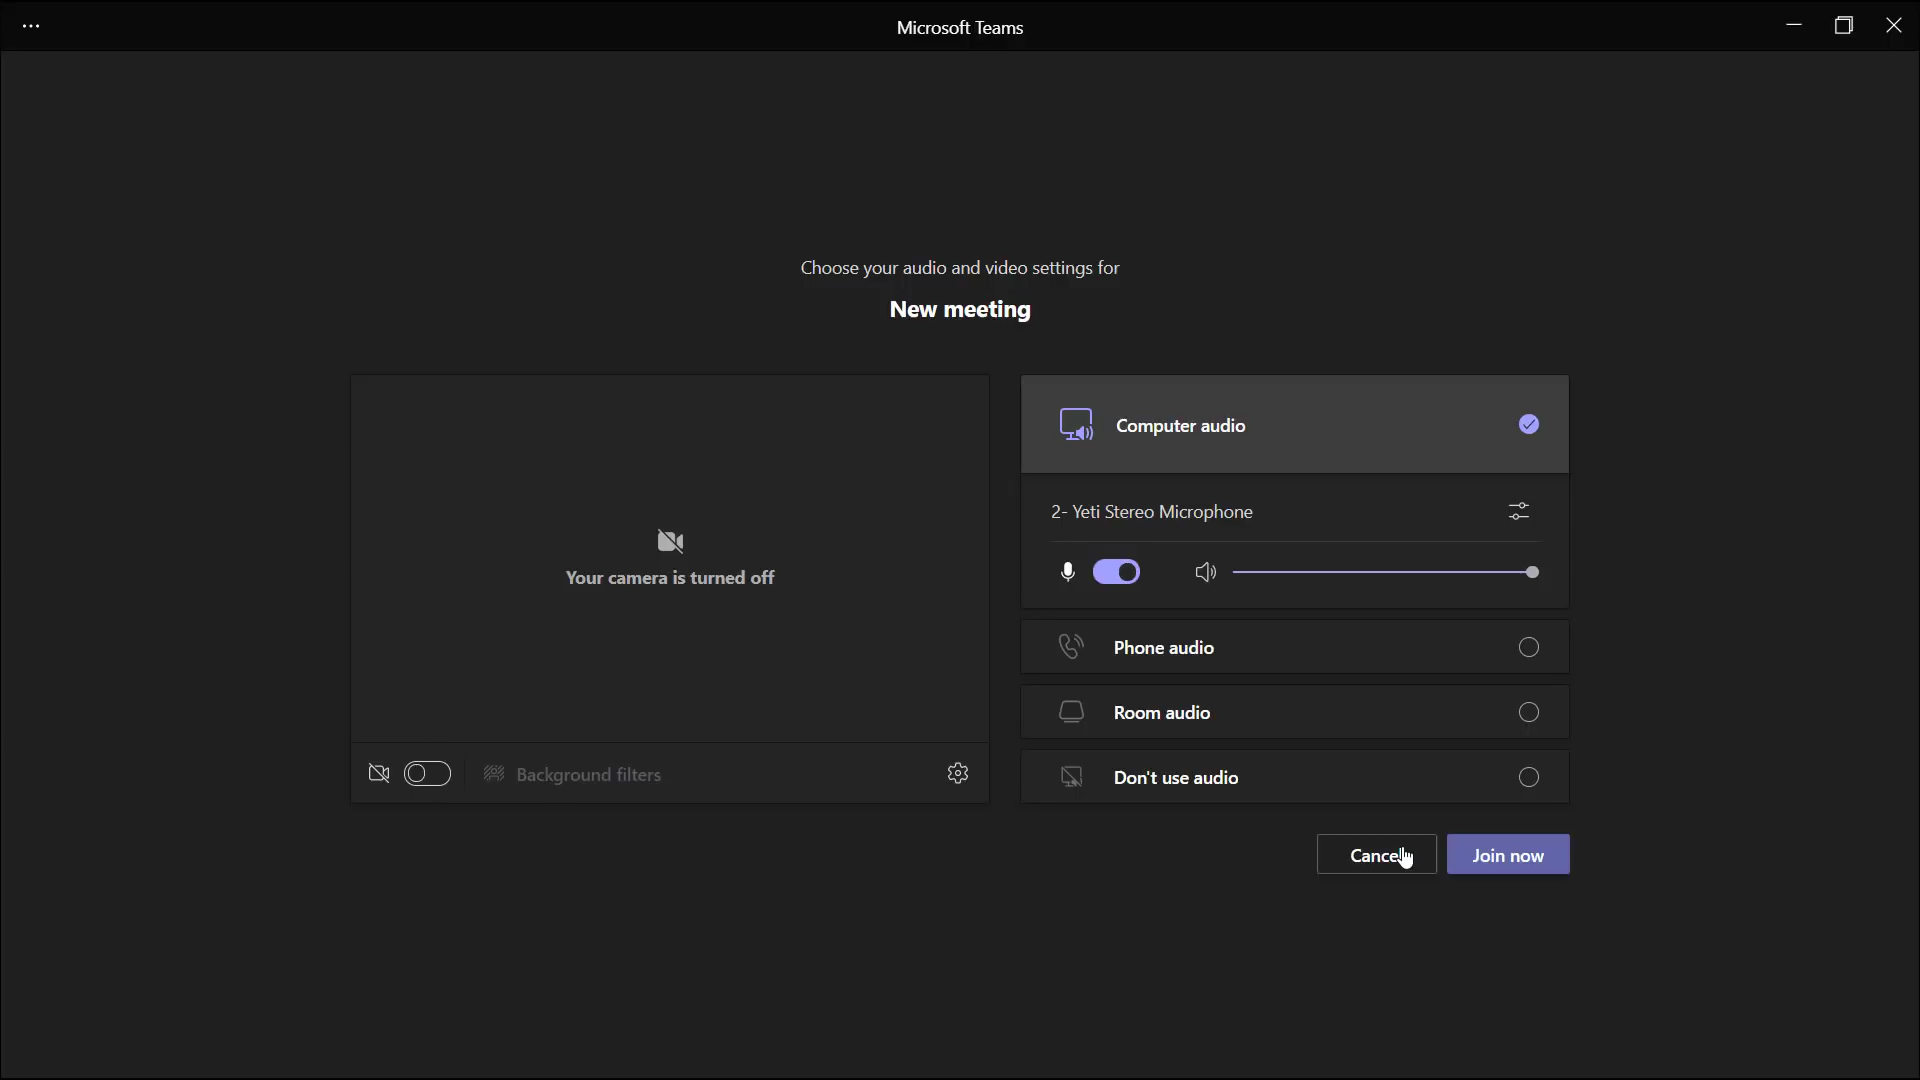 Microsoft Teams
Choose your audio and video settings for
New meeting
Computer audio
2- Yeti Stereo Microphone
Your camera is turned off
Phone audio
Room audio
Background filters
Don't use audio
Cancel
Join now